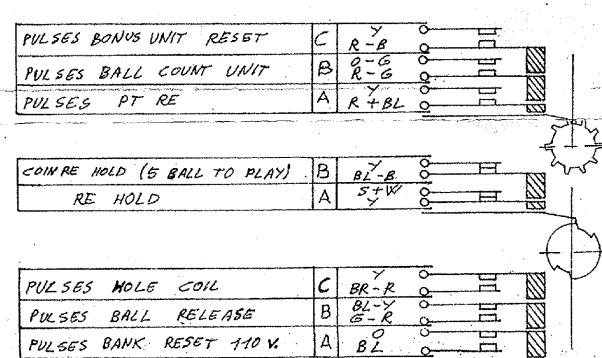 PULSES BONUS UNIT RESET C Y
R-B
PULSES BALL COUNT UNIT B O-G
R-G
PULSES PT RE A Y
R+BL
COIN RE HOLD (5 BALL TO PLAY) B Y
BL-B
RE HOLD A S+W
Y
PULSES HOLE COIL C Y
BR-R
PULSES BALL RELEASE B BL-Y
G-R
PULSES BANK RESET 110 V. A O
BL